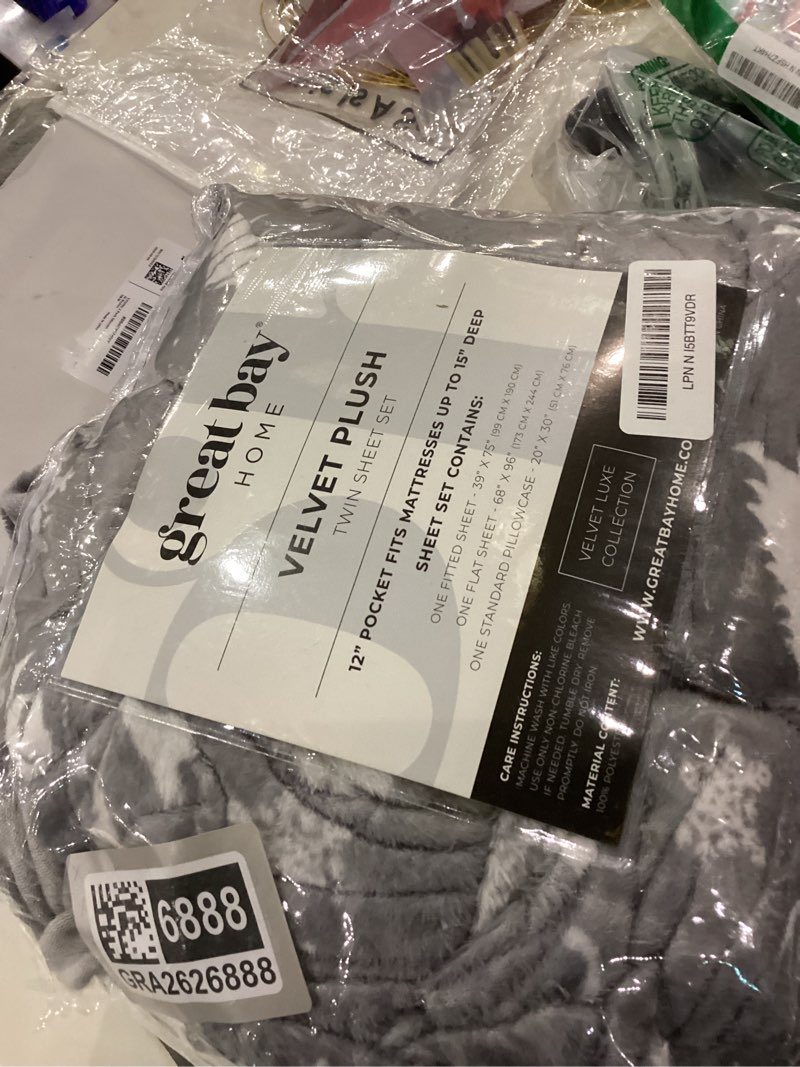 great bay®
HOME
VELVET PLUSH
TWIN SHEET SET
12" POCKET FITS MATTRESSES UP TO 15" DEEP
SHEET SET CONTAINS:
ONE FITTED SHEET - 39" X 75" (99 CM X 190 CM)
ONE FLAT SHEET - 68" X 96" (173 CM X 244 CM)
ONE STANDARD PILLOWCASE - 20" X 30" (51 CM X 76 CM)
VELVET LUXE
COLLECTION
WWW.GREATBAYHOME.CO
CARE INSTRUCTIONS:
MACHINE WASH WITH LIKE COLORS
USE ONLY NON-CHLORINE BLEACH
IF NEEDED. TUMBLE DRY. REMOVE
PROMPTLY. DO NOT IRON.
MATERIAL CONTENT:
100% POLYESTER
LPN N I5BTT9VDR
6888
GRA2626888